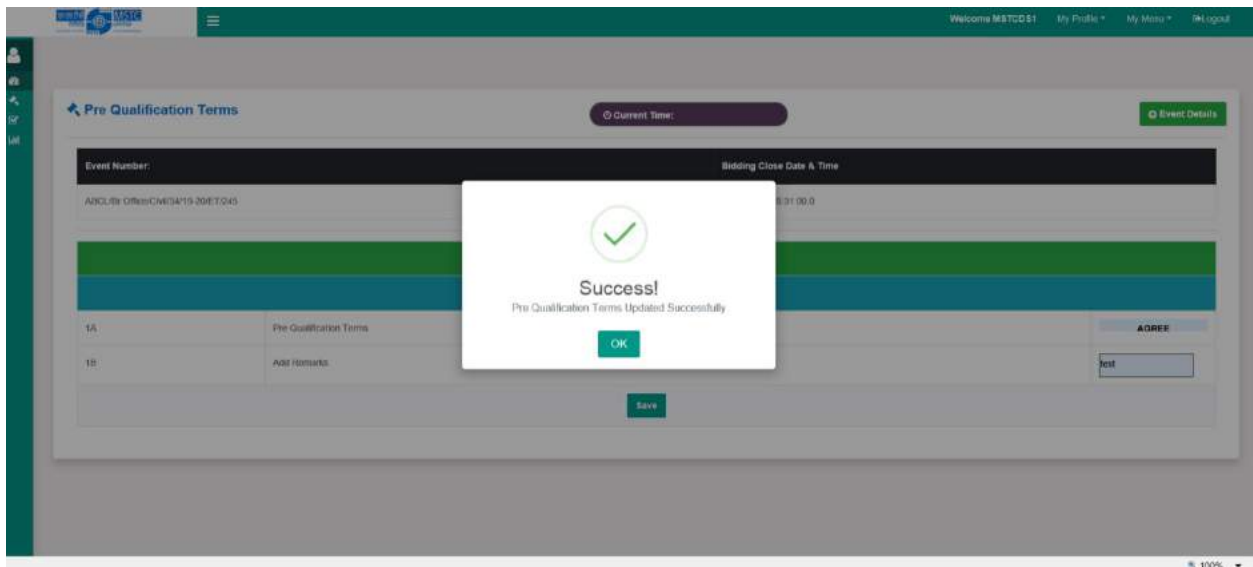 MSTC
Welcome MSTCDS1 My Profile My Menu Logout
Pre Qualification Terms
Current Time:
Event Details
Event Number:
Bidding Close Date & Time
Success!
Pre Qualification Terms Updated Successfully
OK
1A Pre Qualification Terms AGREE
1B Add Remarks test
Save
100%